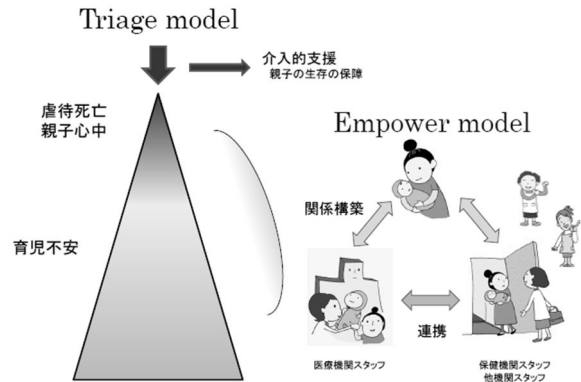 Triage model
介入的支援
親子の生存の保障
虐待死亡
親子心中
育児不安
Empower model
関係構築
連携
医療機関スタッフ
保健機関スタッフ
他機関スタッフ